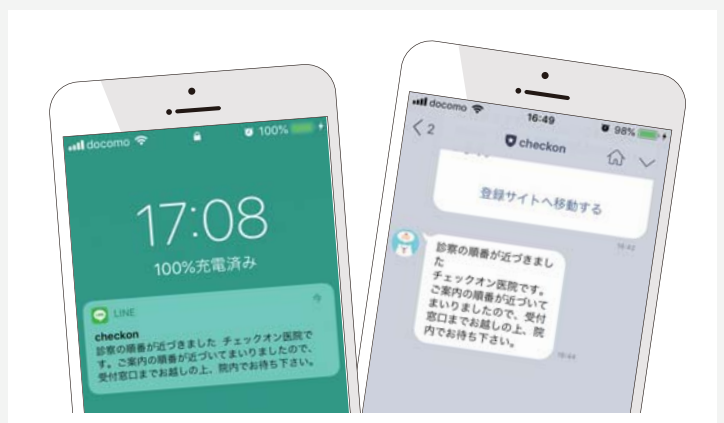 docomo
100%
17:08
100%充電済み
LINE
今
checkon
診察の順番が近づきました チェックオン医院で
す。ご案内の順番が近づいてまいりましたので、
受付窓口までお越しの上、院内でお待ち下さい。
docomo
16:49
98%
2
checkon
登録サイトへ移動する
16:42
診察の順番が近づきまし
た
チェックオン医院です。
ご案内の順番が近づいて
まいりましたので、受付
窓口までお越しの上、院
内でお待ち下さい。
16:44